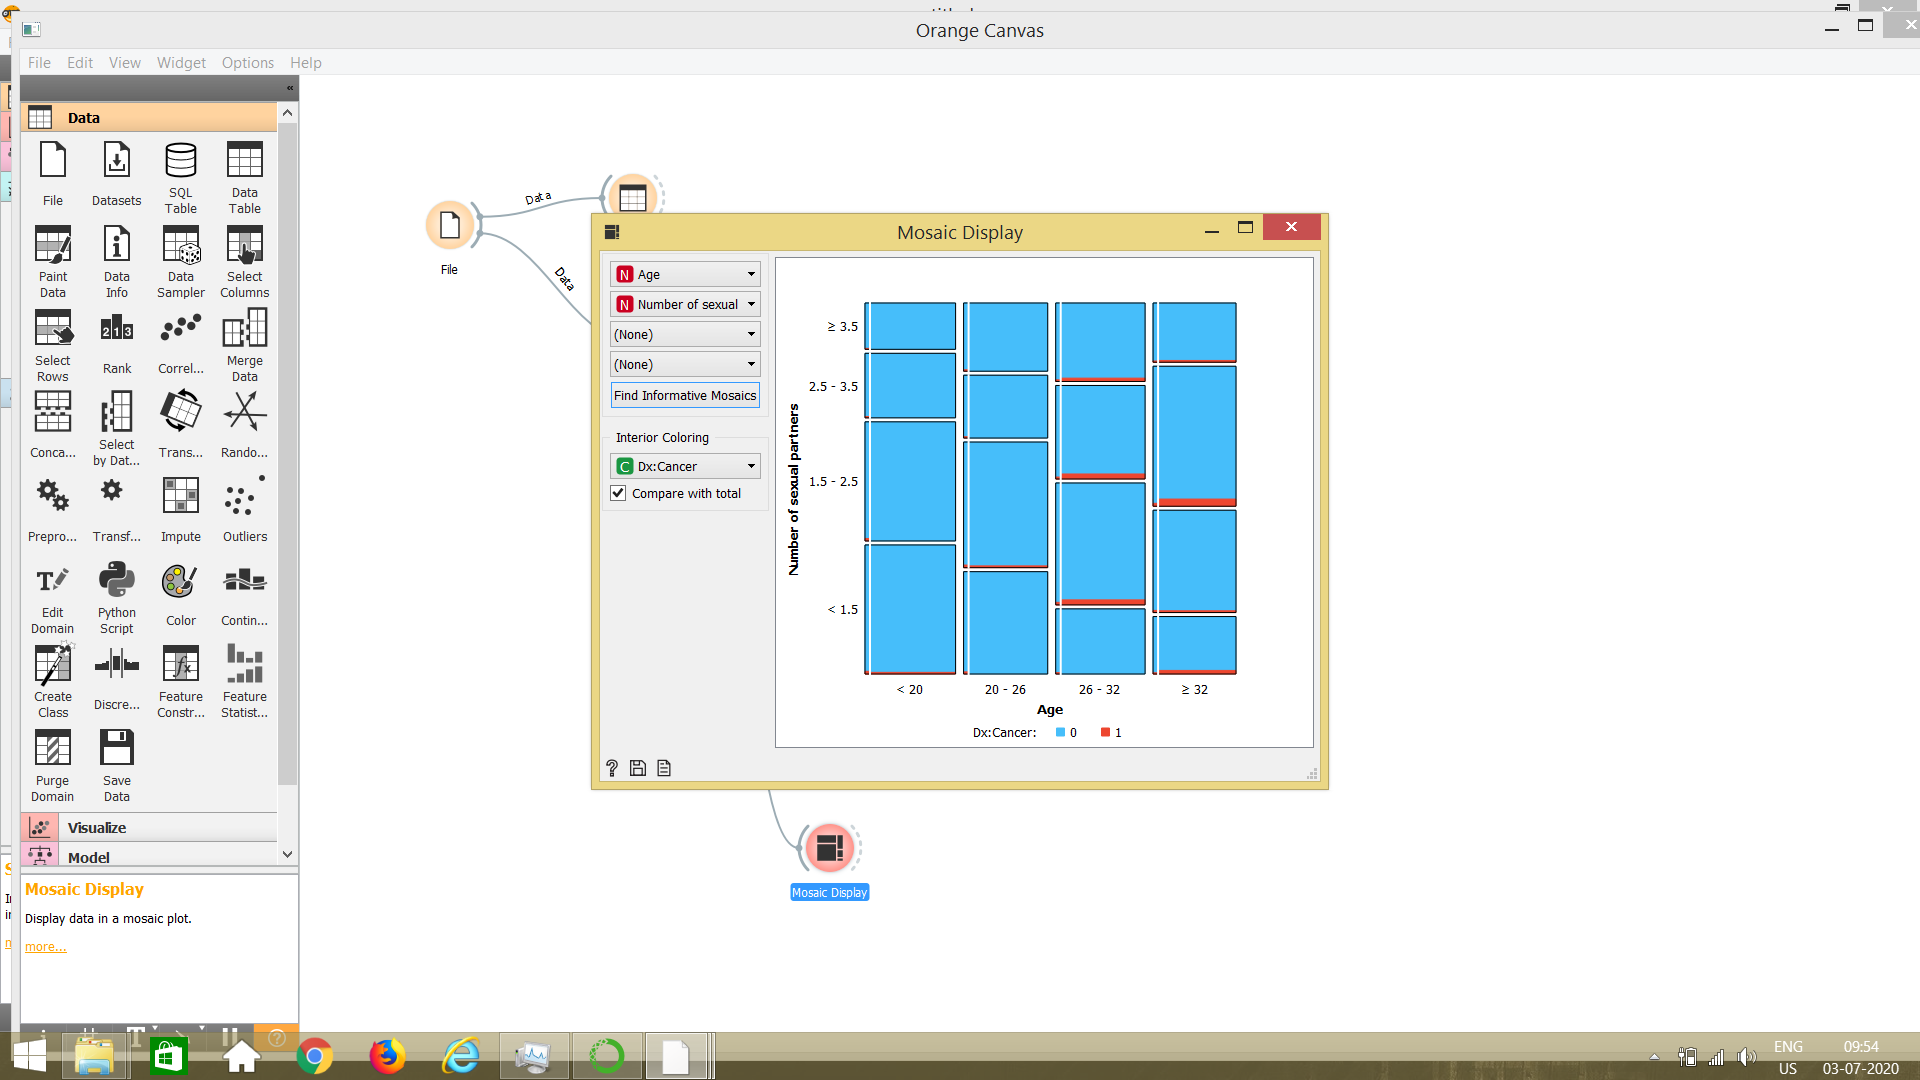 Orange Canvas
File Edit View Widget Options Help
«
Data
File
Datasets
SQL Table
Data Table
Paint Data
Data Info
Data Sampler
Select Columns
Select Rows
Rank
Correl...
Merge Data
Conca...
Select by Dat...
Trans...
Rando...
Prepro...
Transf...
Impute
Outliers
Edit Domain
Python Script
Color
Contin...
Create Class
Discre...
Feature Constr...
Feature Statist...
Purge Domain
Save Data
Visualize
Model
Mosaic Display
Display data in a mosaic plot.
more...
File
Data
Data
Mosaic Display
N Age
N Number of sexual
(None)
(None)
Find Informative Mosaics
Interior Coloring
C Dx:Cancer
Compare with total
Number of sexual partners
≥ 3.5
2.5 - 3.5
1.5 - 2.5
< 1.5
< 20 20 - 26 26 - 32 ≥ 32
Age
Dx:Cancer: 0 1
Mosaic Display
ENG
US
09:54
03-07-2020